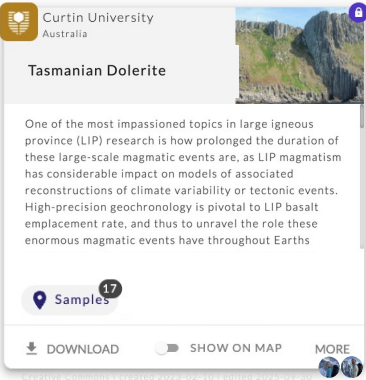 Curtin University
Australia
Tasmanian Dolerite
One of the most impassioned topics in large igneous
province (LIP) research is how prolonged the duration of
these large-scale magmatic events are, as LIP magmatism
has considerable impact on models of associated
reconstructions of climate variability or tectonic events.
High-precision geochronology is pivotal to LIP basalt
emplacement rate, and thus to unravel the role these
enormous magmatic events have throughout Earths
Samples
17
DOWNLOAD
SHOW ON MAP
MORE